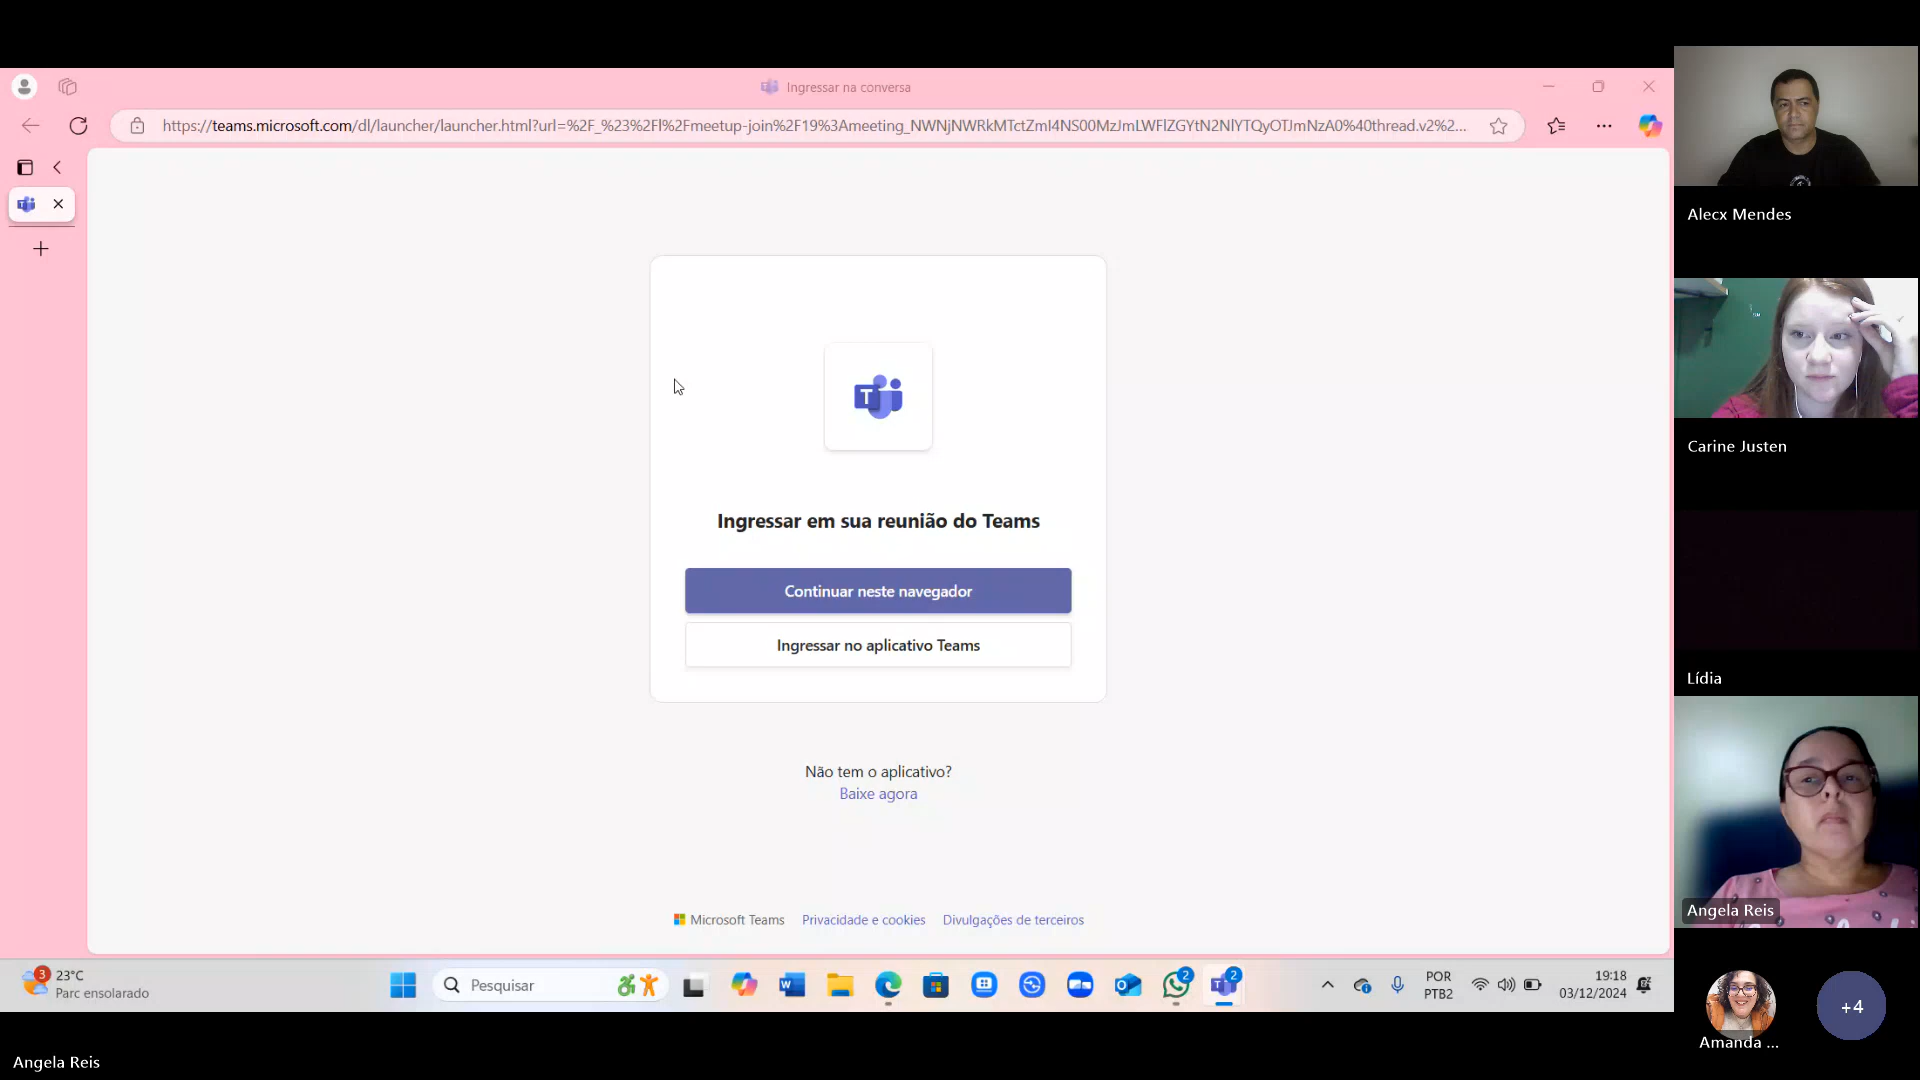 Ingressar na conversa
https://teams.microsoft.com/dl/launcher/launcher.html?url=%2F_%23%2Fl%2Fmeetup-join%2F19%3Ameeting_NWNjNWRkMTctZmI4NS00MzJmLWFlZGYtN2NlYTQyOTJmNzA0%40thread.v2%2...
T
Ingressar em sua reunião do Teams
Continuar neste navegador
Ingressar no aplicativo Teams
Não tem o aplicativo?
Baixe agora
Microsoft Teams Privacidade e cookies Divulgações de terceiros
3
23°C
Parc ensolarado
Pesquisar
2
2
POR
PTB2
19:18
03/12/2024
Angela Reis
Alecx Mendes
Carine Justen
Lídia
Angela Reis
Amanda ...
+4